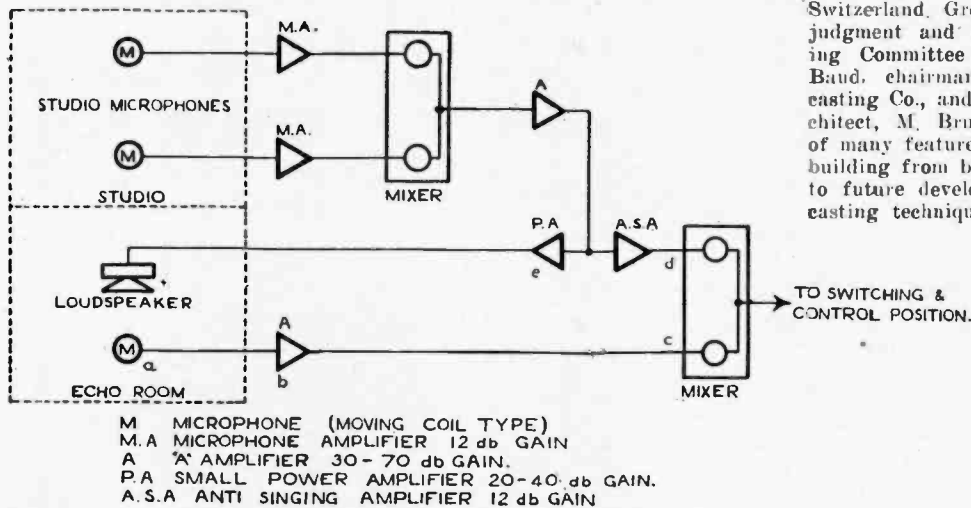 M.A.
M
A
STUDIO MICROPHONES
M.A.
M
STUDIO
MIXER
P.A
A.S.A
e
d
LOUDSPEAKER
A
TO SWITCHING &
CONTROL POSITION.
M
a
b
c
ECHO ROOM
MIXER
M MICROPHONE (MOVING COIL TYPE)
M.A MICROPHONE AMPLIFIER 12 db GAIN
A "A" AMPLIFIER 30-70 db GAIN.
P.A SMALL POWER AMPLIFIER 20-40 db GAIN.
A.S.A ANTI SINGING AMPLIFIER 12 db GAIN
Switzerland. Gre
judgment and
ing Committee
Baud, chairman
casting Co., and
chitect, M. Bru
of many feature
building from b
to future devel
casting techniqu